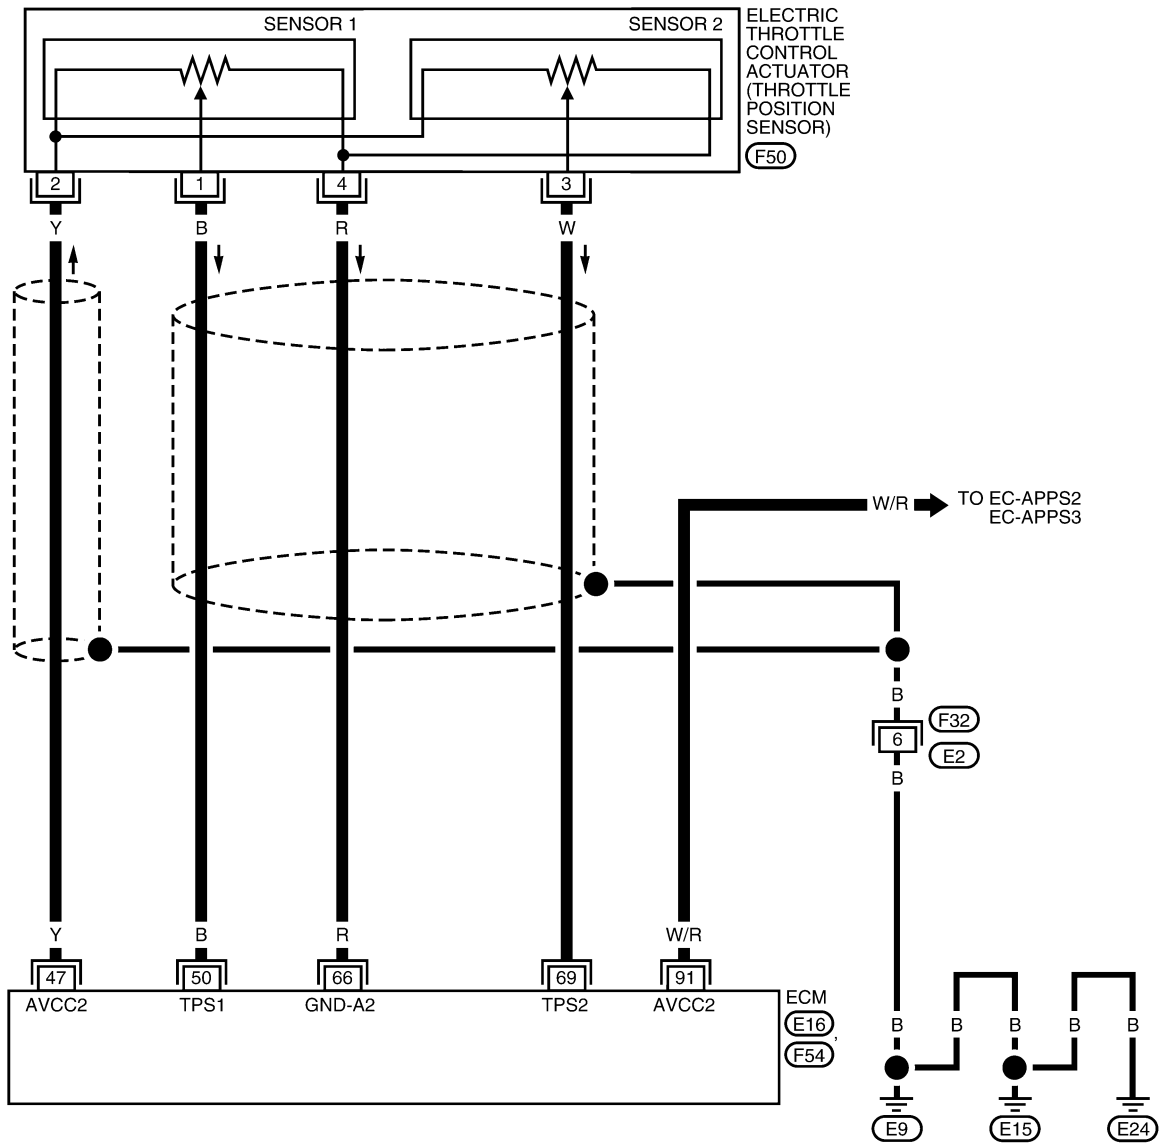 SENSOR 1
SENSOR 2
ELECTRIC
THROTTLE
CONTROL
ACTUATOR
(THROTTLE
POSITION
SENSOR)
F50
2
1
4
3
Y
B
R
W
W/R
TO EC-APPS2
EC-APPS3
B
F32
6
E2
B
Y
B
R
W/R
47
50
66
69
91
AVCC2
TPS1
GND-A2
TPS2
AVCC2
ECM
E16
,
F54
B
B
B
B
B
E9
E15
E24